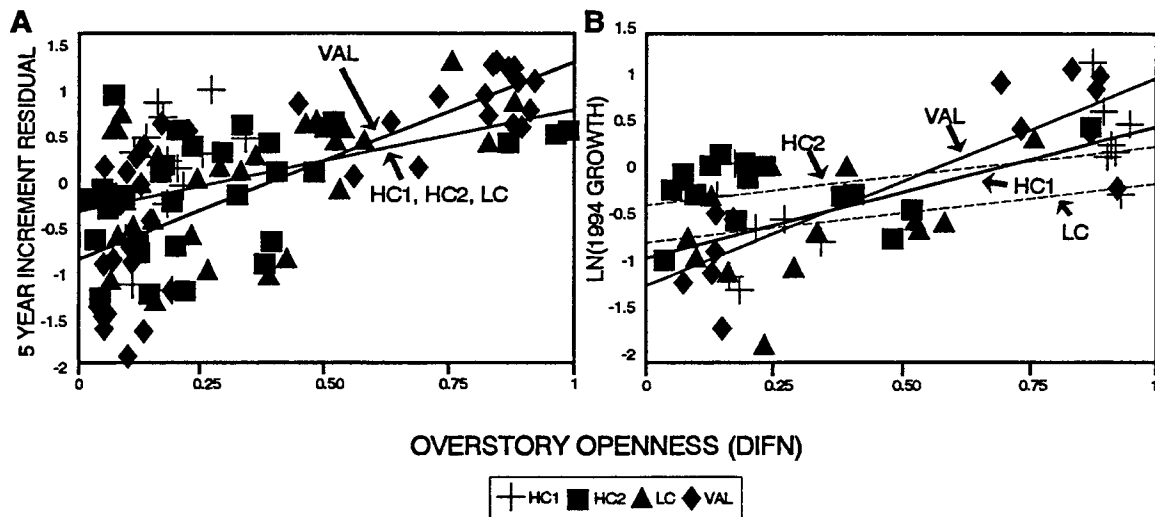 A
B
5 YEAR INCREMENT RESIDUAL
1.5
1
0.5
0
-0.5
-1
-1.5
-2
0
0.25
0.50
0.75
1
VAL
HC1, HC2, LC
LN(1994 GROWTH)
1.5
1
0.5
0
-0.5
-1
-1.5
-2
0
0.25
0.50
0.75
1
HC2
VAL
HC1
LC
OVERSTORY OPENNESS (DIFN)
HC1 HC2 LC VAL